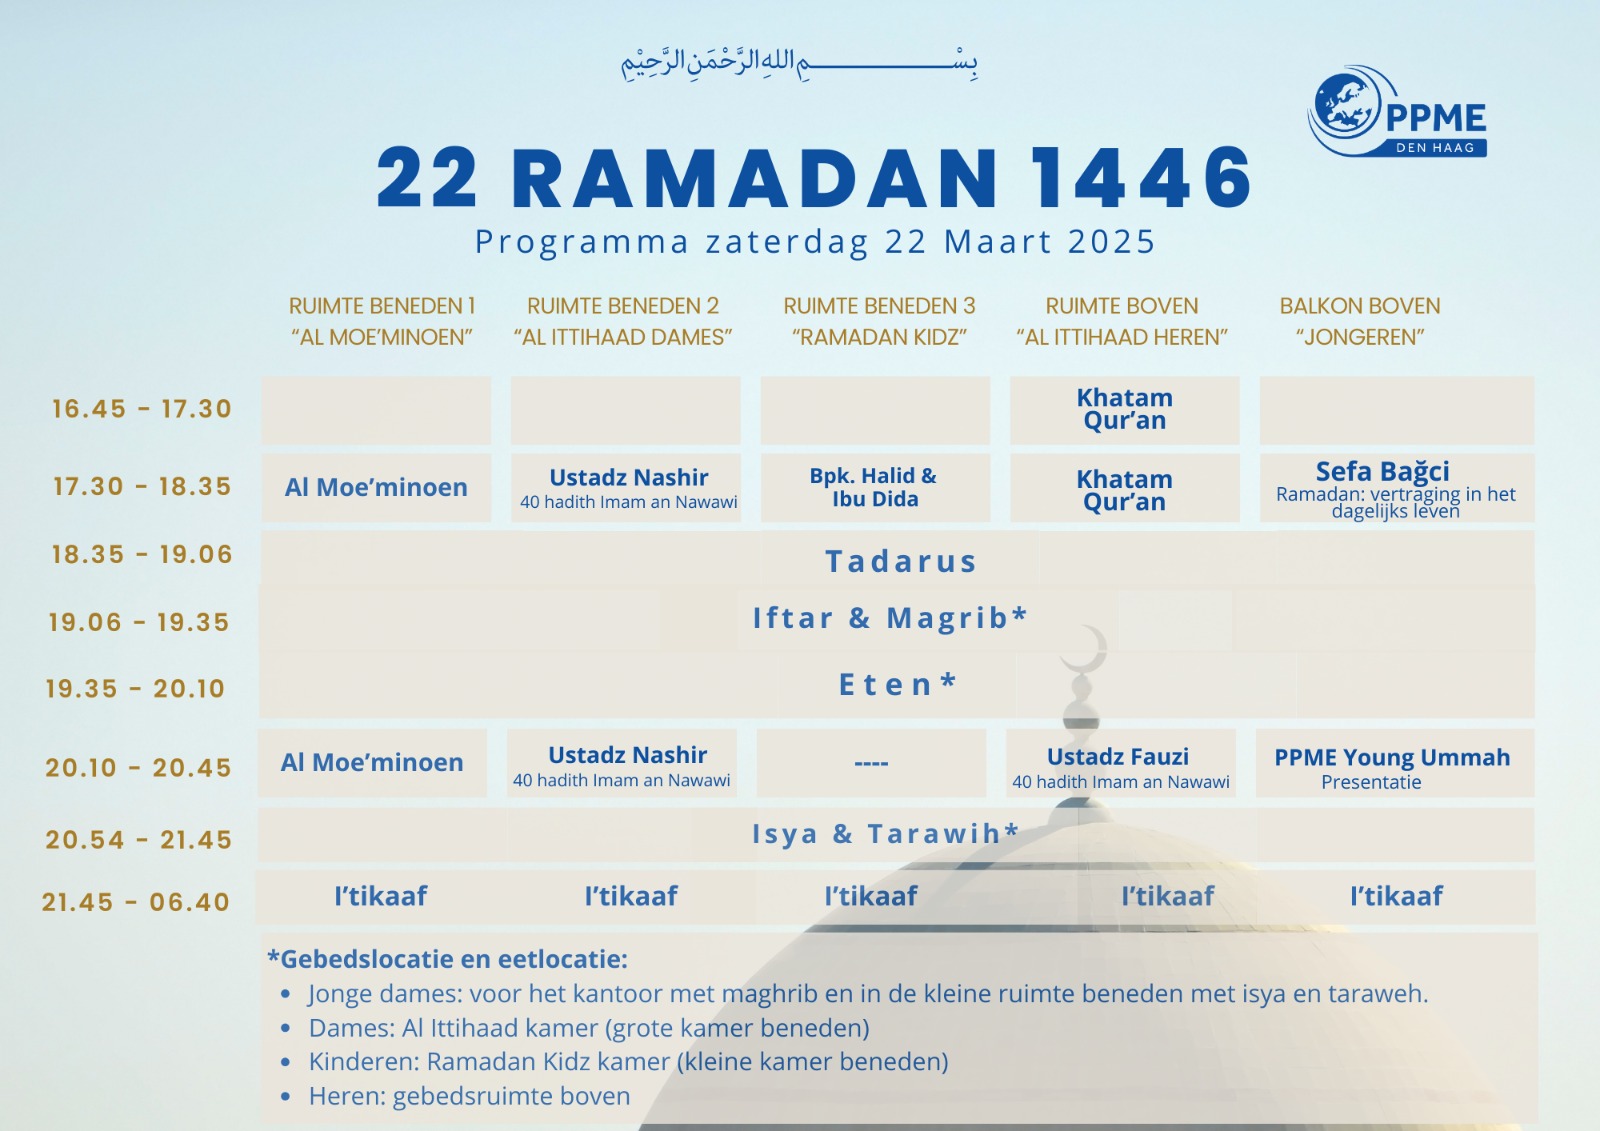 بِسْـــــــــــــمِ اللهِ الرَّحْمَنِ الرَّحِيْمِ
PPME
DEN HAAG
22 RAMADAN 1446
Programma zaterdag 22 Maart 2025
RUIMTE BENEDEN 1
“AL MOE’MINOEN”
RUIMTE BENEDEN 2
“AL ITTIHAAD DAMES”
RUIMTE BENEDEN 3
“RAMADAN KIDZ”
RUIMTE BOVEN
“AL ITTIHAAD HEREN”
BALKON BOVEN
“JONGEREN”
16.45 - 17.30
Khatam
Qur’an
17.30 - 18.35
Al Moe’minoen
Ustadz Nashir
40 hadith Imam an Nawawi
Bpk. Halid &
Ibu Dida
Khatam
Qur’an
Sefa Bağci
Ramadan: vertraging in het
dagelijks leven
18.35 - 19.06
Tadarus
19.06 - 19.35
Iftar & Magrib*
19.35 - 20.10
Eten*
20.10 - 20.45
Al Moe’minoen
Ustadz Nashir
40 hadith Imam an Nawawi
----
Ustadz Fauzi
40 hadith Imam an Nawawi
PPME Young Ummah
Presentatie
20.54 - 21.45
Isya & Tarawih*
21.45 - 06.40
I’tikaaf
I’tikaaf
I’tikaaf
I’tikaaf
I’tikaaf
*Gebedslocatie en eetlocatie:
• Jonge dames: voor het kantoor met maghrib en in de kleine ruimte beneden met isya en taraweh.
• Dames: Al Ittihaad kamer (grote kamer beneden)
• Kinderen: Ramadan Kidz kamer (kleine kamer beneden)
• Heren: gebedsruimte boven